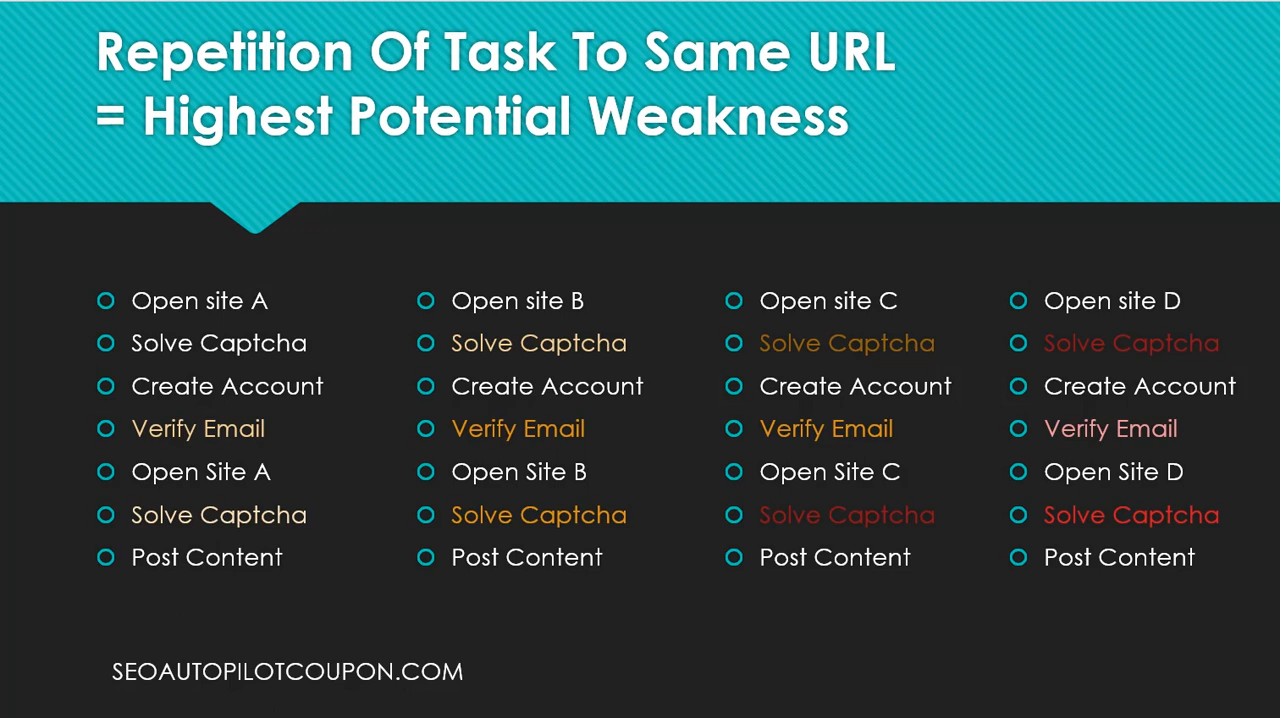 Repetition Of Task To Same URL
= Highest Potential Weakness
Open site A
Solve Captcha
Create Account
Verify Email
Open Site A
Solve Captcha
Post Content
Open site B
Solve Captcha
Create Account
Verify Email
Open Site B
Solve Captcha
Post Content
Open site C
Solve Captcha
Create Account
Verify Email
Open Site C
Solve Captcha
Post Content
Open site D
Solve Captcha
Create Account
Verify Email
Open Site D
Solve Captcha
Post Content
SEOAUTOPILOTCOUPON.COM